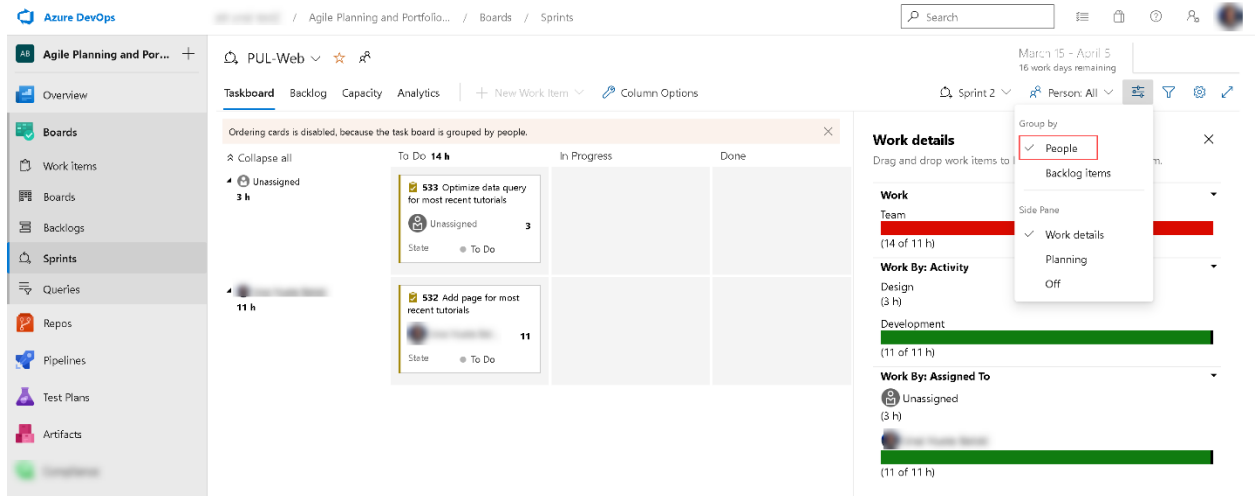 Azure DevOps
/ Agile Planning and Portfolio... / Boards / Sprints
Search
AB Agile Planning and Por...
Overview
Boards
Work items
Boards
Backlogs
Sprints
Queries
Repos
Pipelines
Test Plans
Artifacts
PUL-Web
March 15 - April 5
16 work days remaining
Taskboard Backlog Capacity Analytics New Work Item Column Options
Sprint 2 Person: All
Ordering cards is disabled, because the task board is grouped by people.
Collapse all To Do 14 h In Progress Done
Unassigned
3 h
533 Optimize data query
for most recent tutorials
Unassigned 3
State To Do
11 h
532 Add page for most
recent tutorials
11
State To Do
Group by
People
Backlog items
Side Pane
Work details
Planning
Off
Work details
Drag and drop work items to
Work
Team
(14 of 11 h)
Work By: Activity
Design
(3 h)
Development
(11 of 11 h)
Work By: Assigned To
Unassigned
(3 h)
(11 of 11 h)